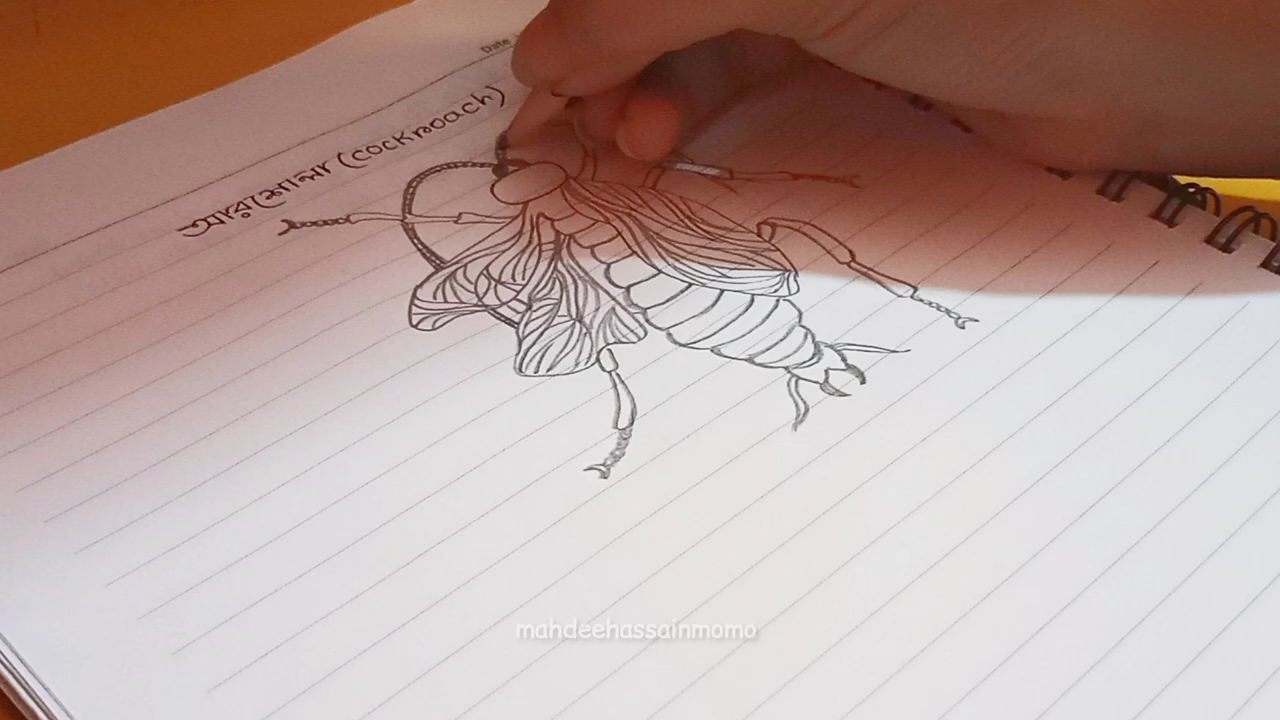 Date
আরশোলা (cockroach)
mahdeehassainmomo